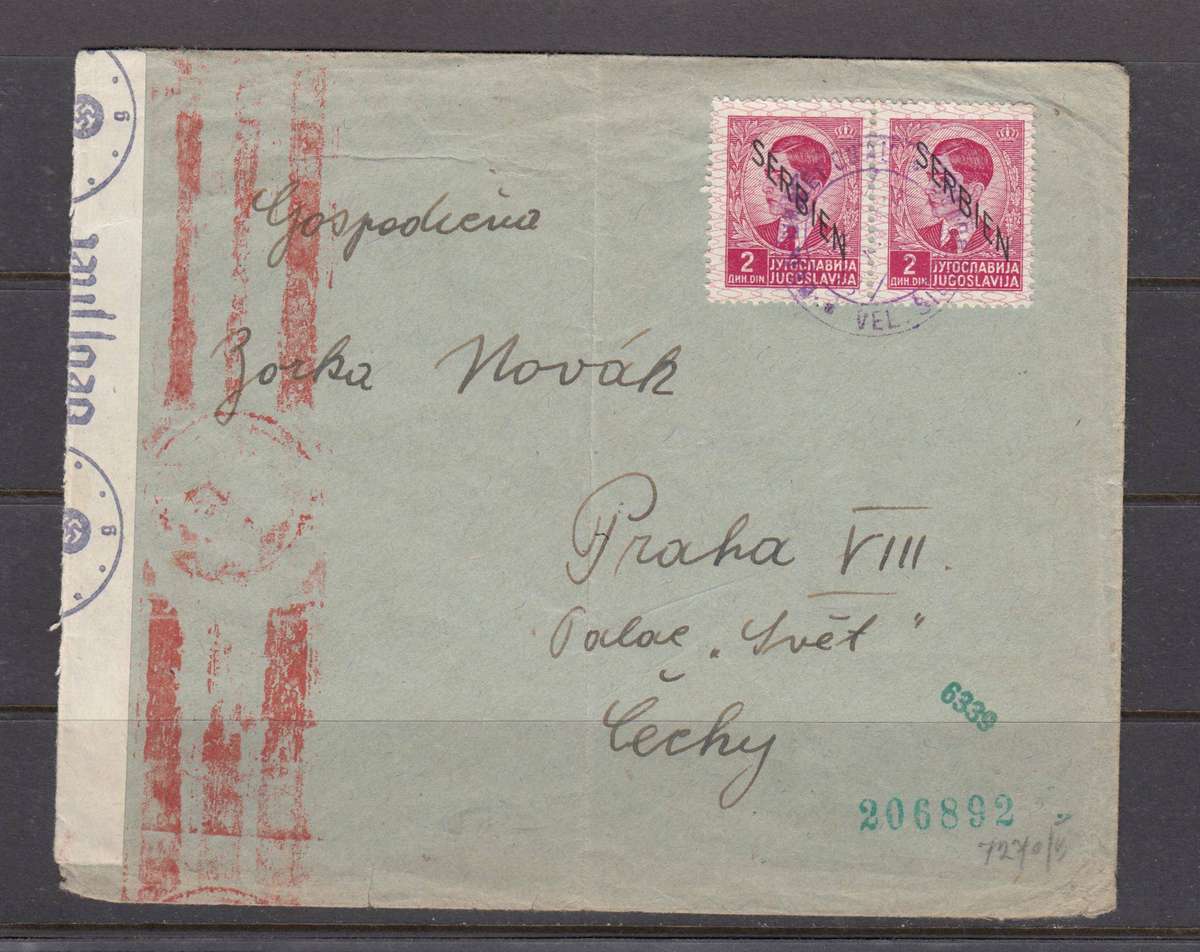 SERBIEN
2
ДИН. DIN.
ЈУГОСЛАВИЈА
JUGOSLAVIJA
SERBIEN
2
ДИН. DIN.
ЈУГОСЛАВИЈА
JUGOSLAVIJA
VEL.
Gospodična
Zorka Novák
Praha VIII.
Palac „Svět"
Čechy
6339
206892
g
g